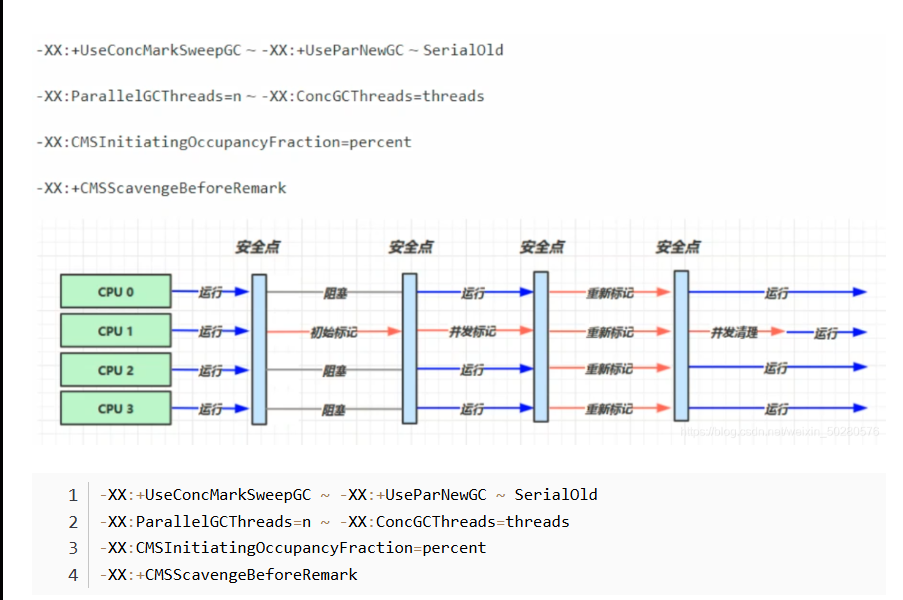 -XX:+UseConcMarkSweepGC ~ -XX:+UseParNewGC ~ SerialOld
-XX:ParallelGCThreads=n ~ -XX:ConcGCThreads=threads
-XX:CMSInitiatingOccupancyFraction=percent
-XX:+CMSScavengeBeforeRemark
安全点 安全点 安全点 安全点
CPU 0 运行 阻塞 运行 重新标记 运行
CPU 1 运行 初始标记 并发标记 重新标记 并发清理 运行
CPU 2 运行 阻塞 运行 重新标记 运行
CPU 3 运行 阻塞 运行 重新标记 运行
https://blog.csdn.net/weixin_50280576
1 -XX:+UseConcMarkSweepGC ~ -XX:+UseParNewGC ~ SerialOld
2 -XX:ParallelGCThreads=n ~ -XX:ConcGCThreads=threads
3 -XX:CMSInitiatingOccupancyFraction=percent
4 -XX:+CMSScavengeBeforeRemark